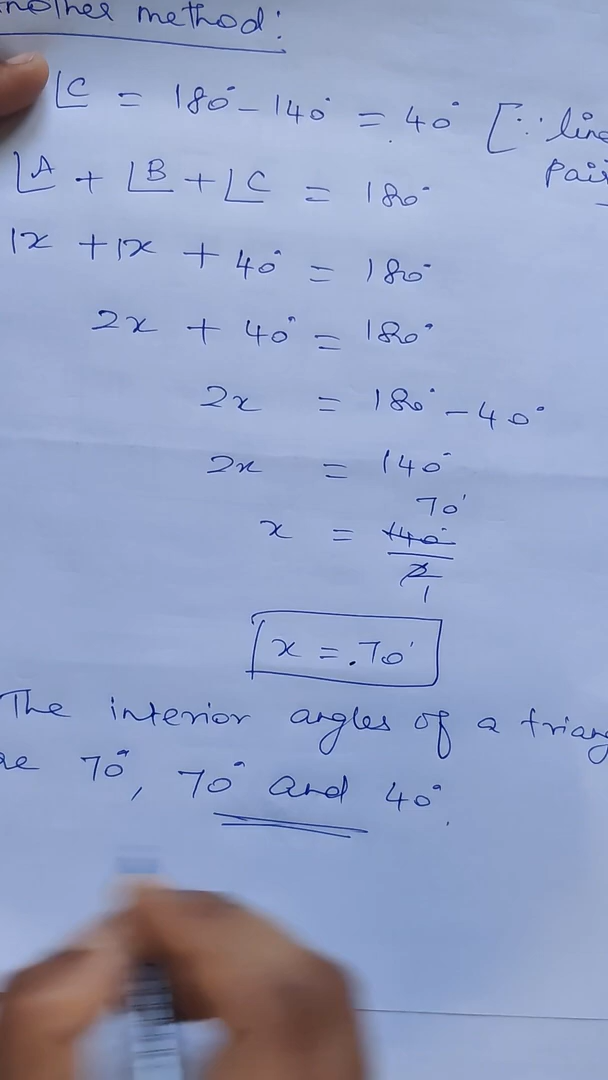 method:
∠C = 180° - 140° = 40° [∵
∠A + ∠B + ∠C = 180°
1x + 1x + 40° = 180°
2x + 40° = 180°
2x = 180° - 40°
2x = 140°
70°
x = 140°
2
1
x = 70°
The interior angles of a
70°, 70° and 40°.